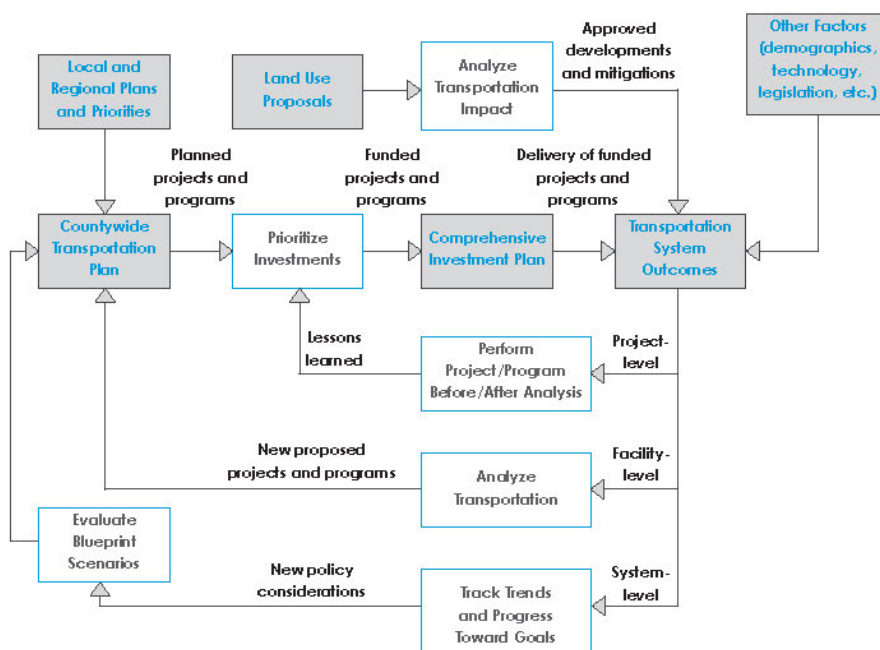 Approved
developments
and mitigations
Other Factors
(demographics,
technology,
legislation, etc.)
Local and
Regional Plans
and Priorities
Land Use
Proposals
Analyze
Transportation
Impact
Planned
projects and
programs
Funded
projects and
programs
Delivery of funded
projects and
programs
Countywide
Transportation
Plan
Prioritize
Investments
Comprehensive
Investment Plan
Transportation
System
Outcomes
Lessons
learned
Perform
Project/Program
Before/After Analysis
Project-
level
New proposed
projects and programs
Analyze
Transportation
Facility-
level
Evaluate
Blueprint
Scenarios
New policy
considerations
Track Trends
and Progress
Toward Goals
System-
level